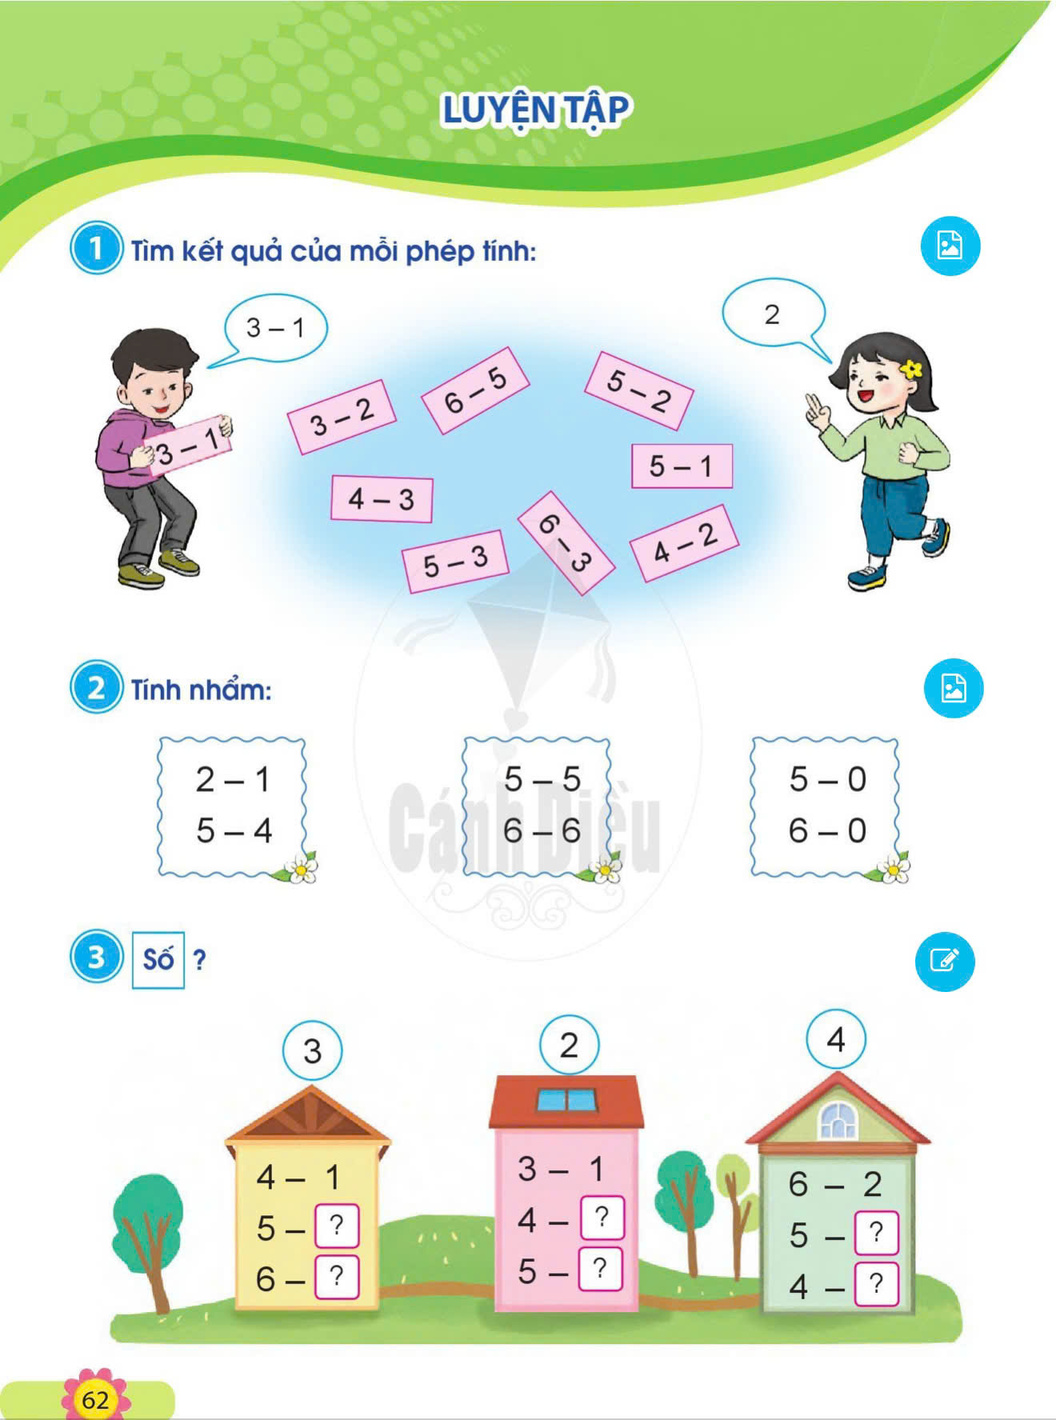 LUYỆN TẬP
1 Tìm kết quả của mỗi phép tính:
3 – 1
2
3 – 1
3 – 2
6 – 5
5 – 2
4 – 3
5 – 1
5 – 3
6 – 3
4 – 2
2 Tính nhẩm:
2 – 1
5 – 4
5 – 5
6 – 6
5 – 0
6 – 0
Cánh Diều
3 Số ?
3
4 – 1
5 – ?
6 – ?
2
3 – 1
4 – ?
5 – ?
4
6 – 2
5 – ?
4 – ?
62